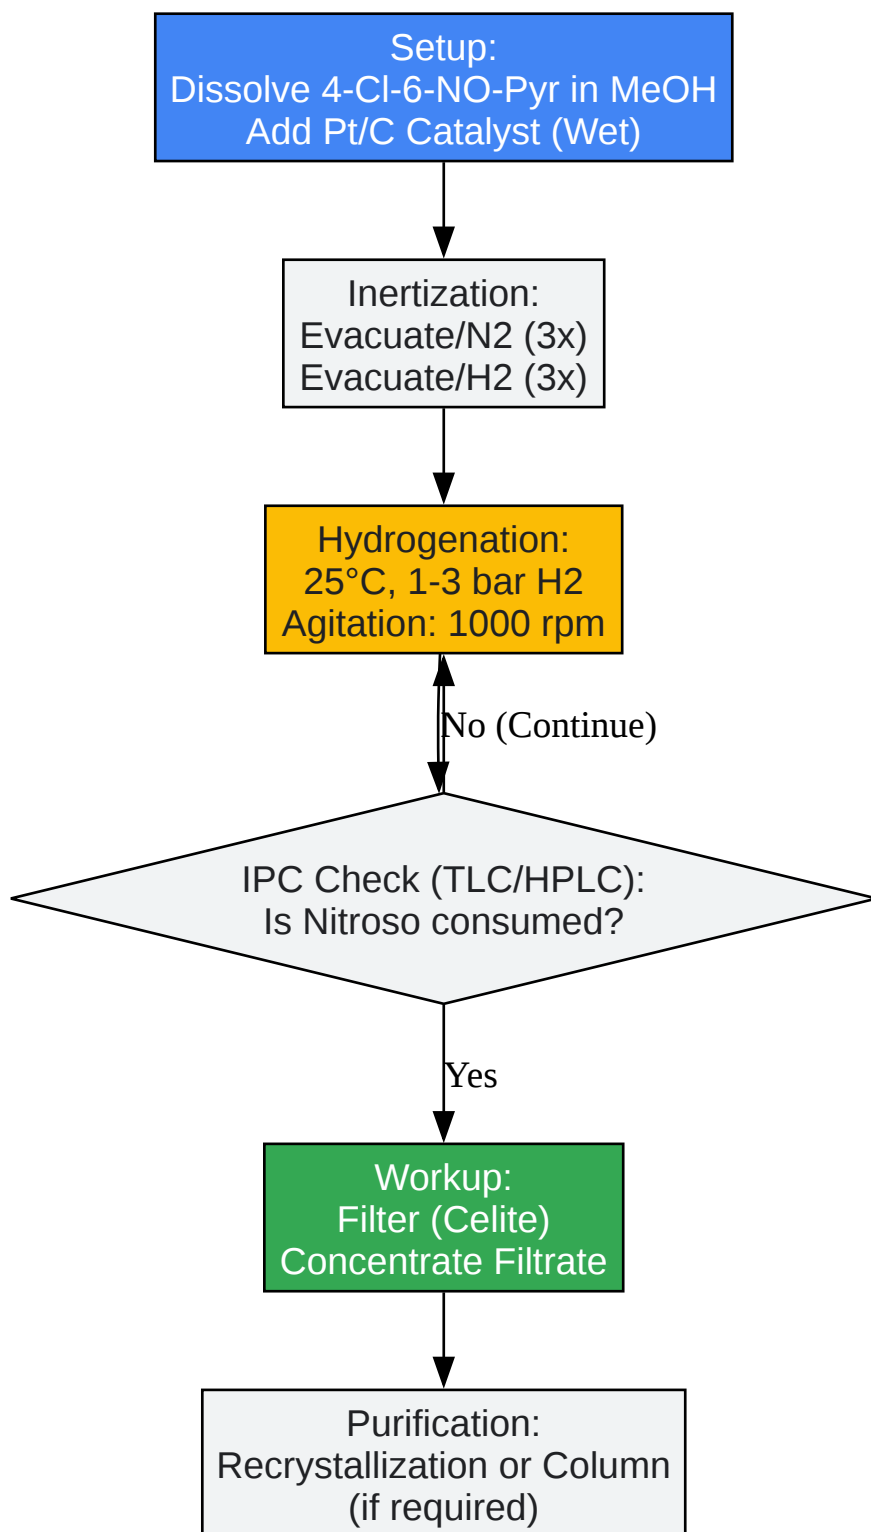 Setup:
Dissolve 4-Cl-6-NO-Pyr in MeOH
Add Pt/C Catalyst (Wet)
Inertization:
Evacuate/N2 (3x)
Evacuate/H2 (3x)
Hydrogenation:
25°C, 1-3 bar H2
Agitation: 1000 rpm
No (Continue)
IPC Check (TLC/HPLC):
Is Nitroso consumed?
Yes
Workup:
Filter (Celite)
Concentrate Filtrate
Purification:
Recrystallization or Column
(if required)